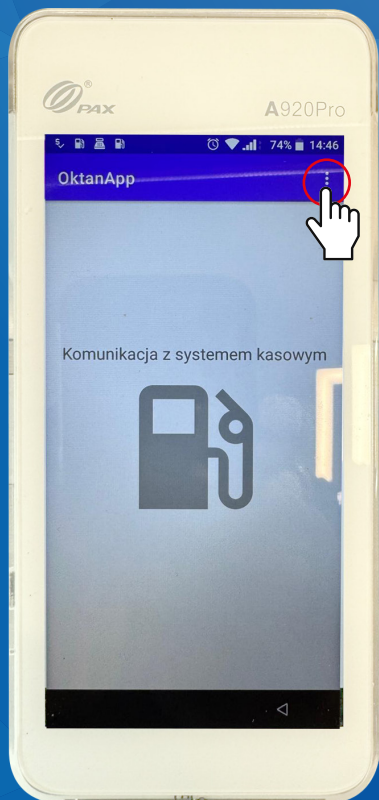 PAX®
A920Pro
74% 14:46
OktanApp
Komunikacja z systemem kasowym